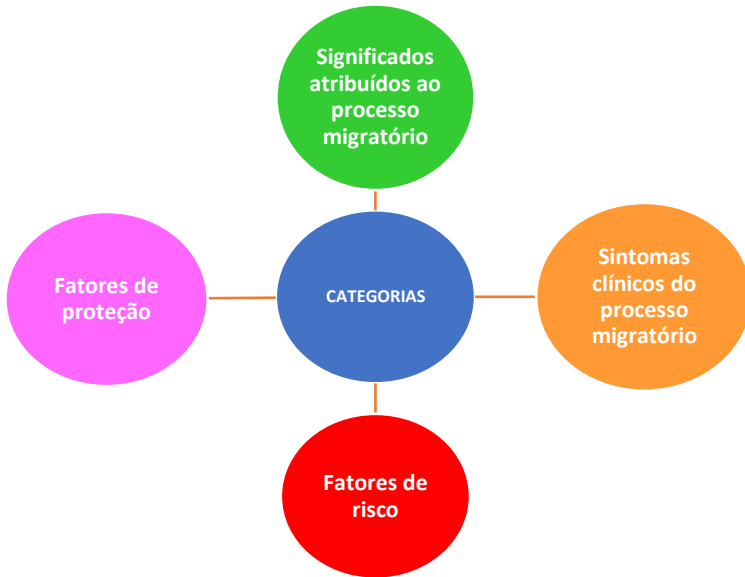 Significados
atribuídos ao
processo
migratório
Fatores de
proteção
CATEGORIAS
Sintomas
clínicos do
processo
migratório
Fatores de
risco